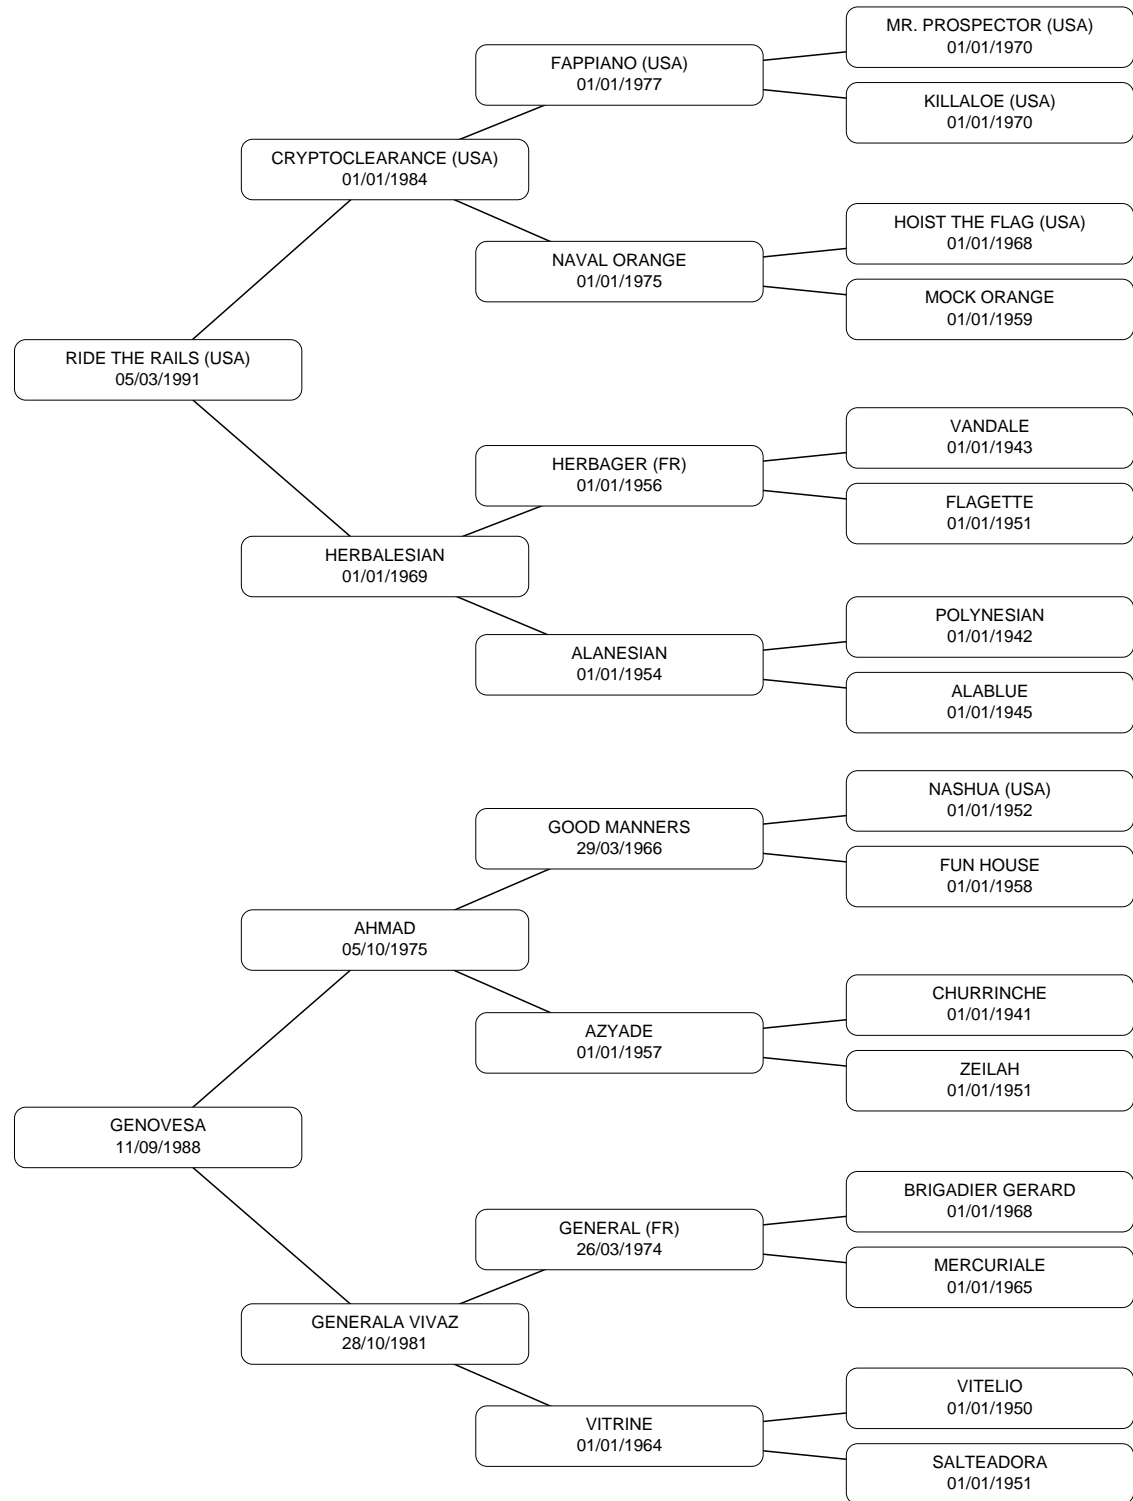 MR. PROSPECTOR (USA)
01/01/1970
FAPPIANO (USA)
01/01/1977
KILLALOE (USA)
01/01/1970
CRYPTOCLEARANCE (USA)
01/01/1984
HOIST THE FLAG (USA)
01/01/1968
NAVAL ORANGE
01/01/1975
MOCK ORANGE
01/01/1959
RIDE THE RAILS (USA)
05/03/1991
VANDALE
01/01/1943
HERBAGER (FR)
01/01/1956
FLAGETTE
01/01/1951
HERBALESIAN
01/01/1969
POLYNESIAN
01/01/1942
ALANESIAN
01/01/1954
ALABLUE
01/01/1945
NASHUA (USA)
01/01/1952
GOOD MANNERS
29/03/1966
FUN HOUSE
01/01/1958
AHMAD
05/10/1975
CHURRINCHE
01/01/1941
AZYADE
01/01/1957
ZEILAH
01/01/1951
GENOVESA
11/09/1988
BRIGADIER GERARD
01/01/1968
GENERAL (FR)
26/03/1974
MERCURIALE
01/01/1965
GENERALA VIVAZ
28/10/1981
VITELIO
01/01/1950
VITRINE
01/01/1964
SALTEADORA
01/01/1951